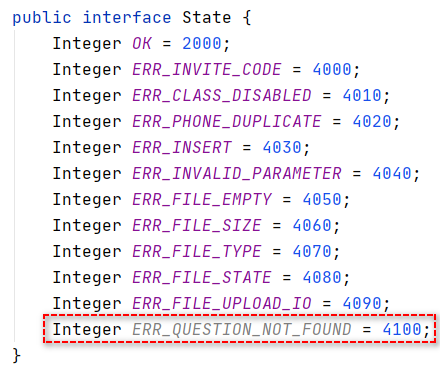 public interface State {
Integer OK = 2000;
Integer ERR_INVITE_CODE = 4000;
Integer ERR_CLASS_DISABLED = 4010;
Integer ERR_PHONE_DUPLICATE = 4020;
Integer ERR_INSERT = 4030;
Integer ERR_INVALID_PARAMETER = 4040;
Integer ERR_FILE_EMPTY = 4050;
Integer ERR_FILE_SIZE = 4060;
Integer ERR_FILE_TYPE = 4070;
Integer ERR_FILE_STATE = 4080;
Integer ERR_FILE_UPLOAD_IO = 4090;
Integer ERR_QUESTION_NOT_FOUND = 4100;
}